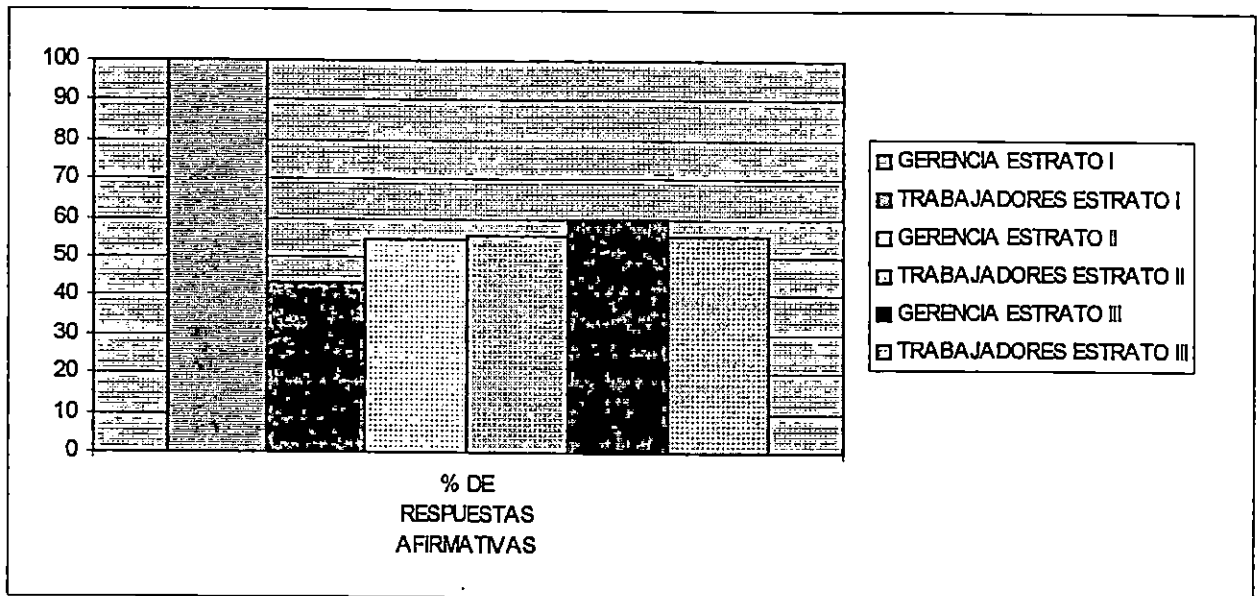 100
90
80
70
60
50
40
30
20
10
0
% DE
RESPUESTAS
AFIRMATIVAS
GERENCIA ESTRATO I
TRABAJADORES ESTRATO I
GERENCIA ESTRATO II
TRABAJADORES ESTRATO II
GERENCIA ESTRATO III
TRABAJADORES ESTRATO III